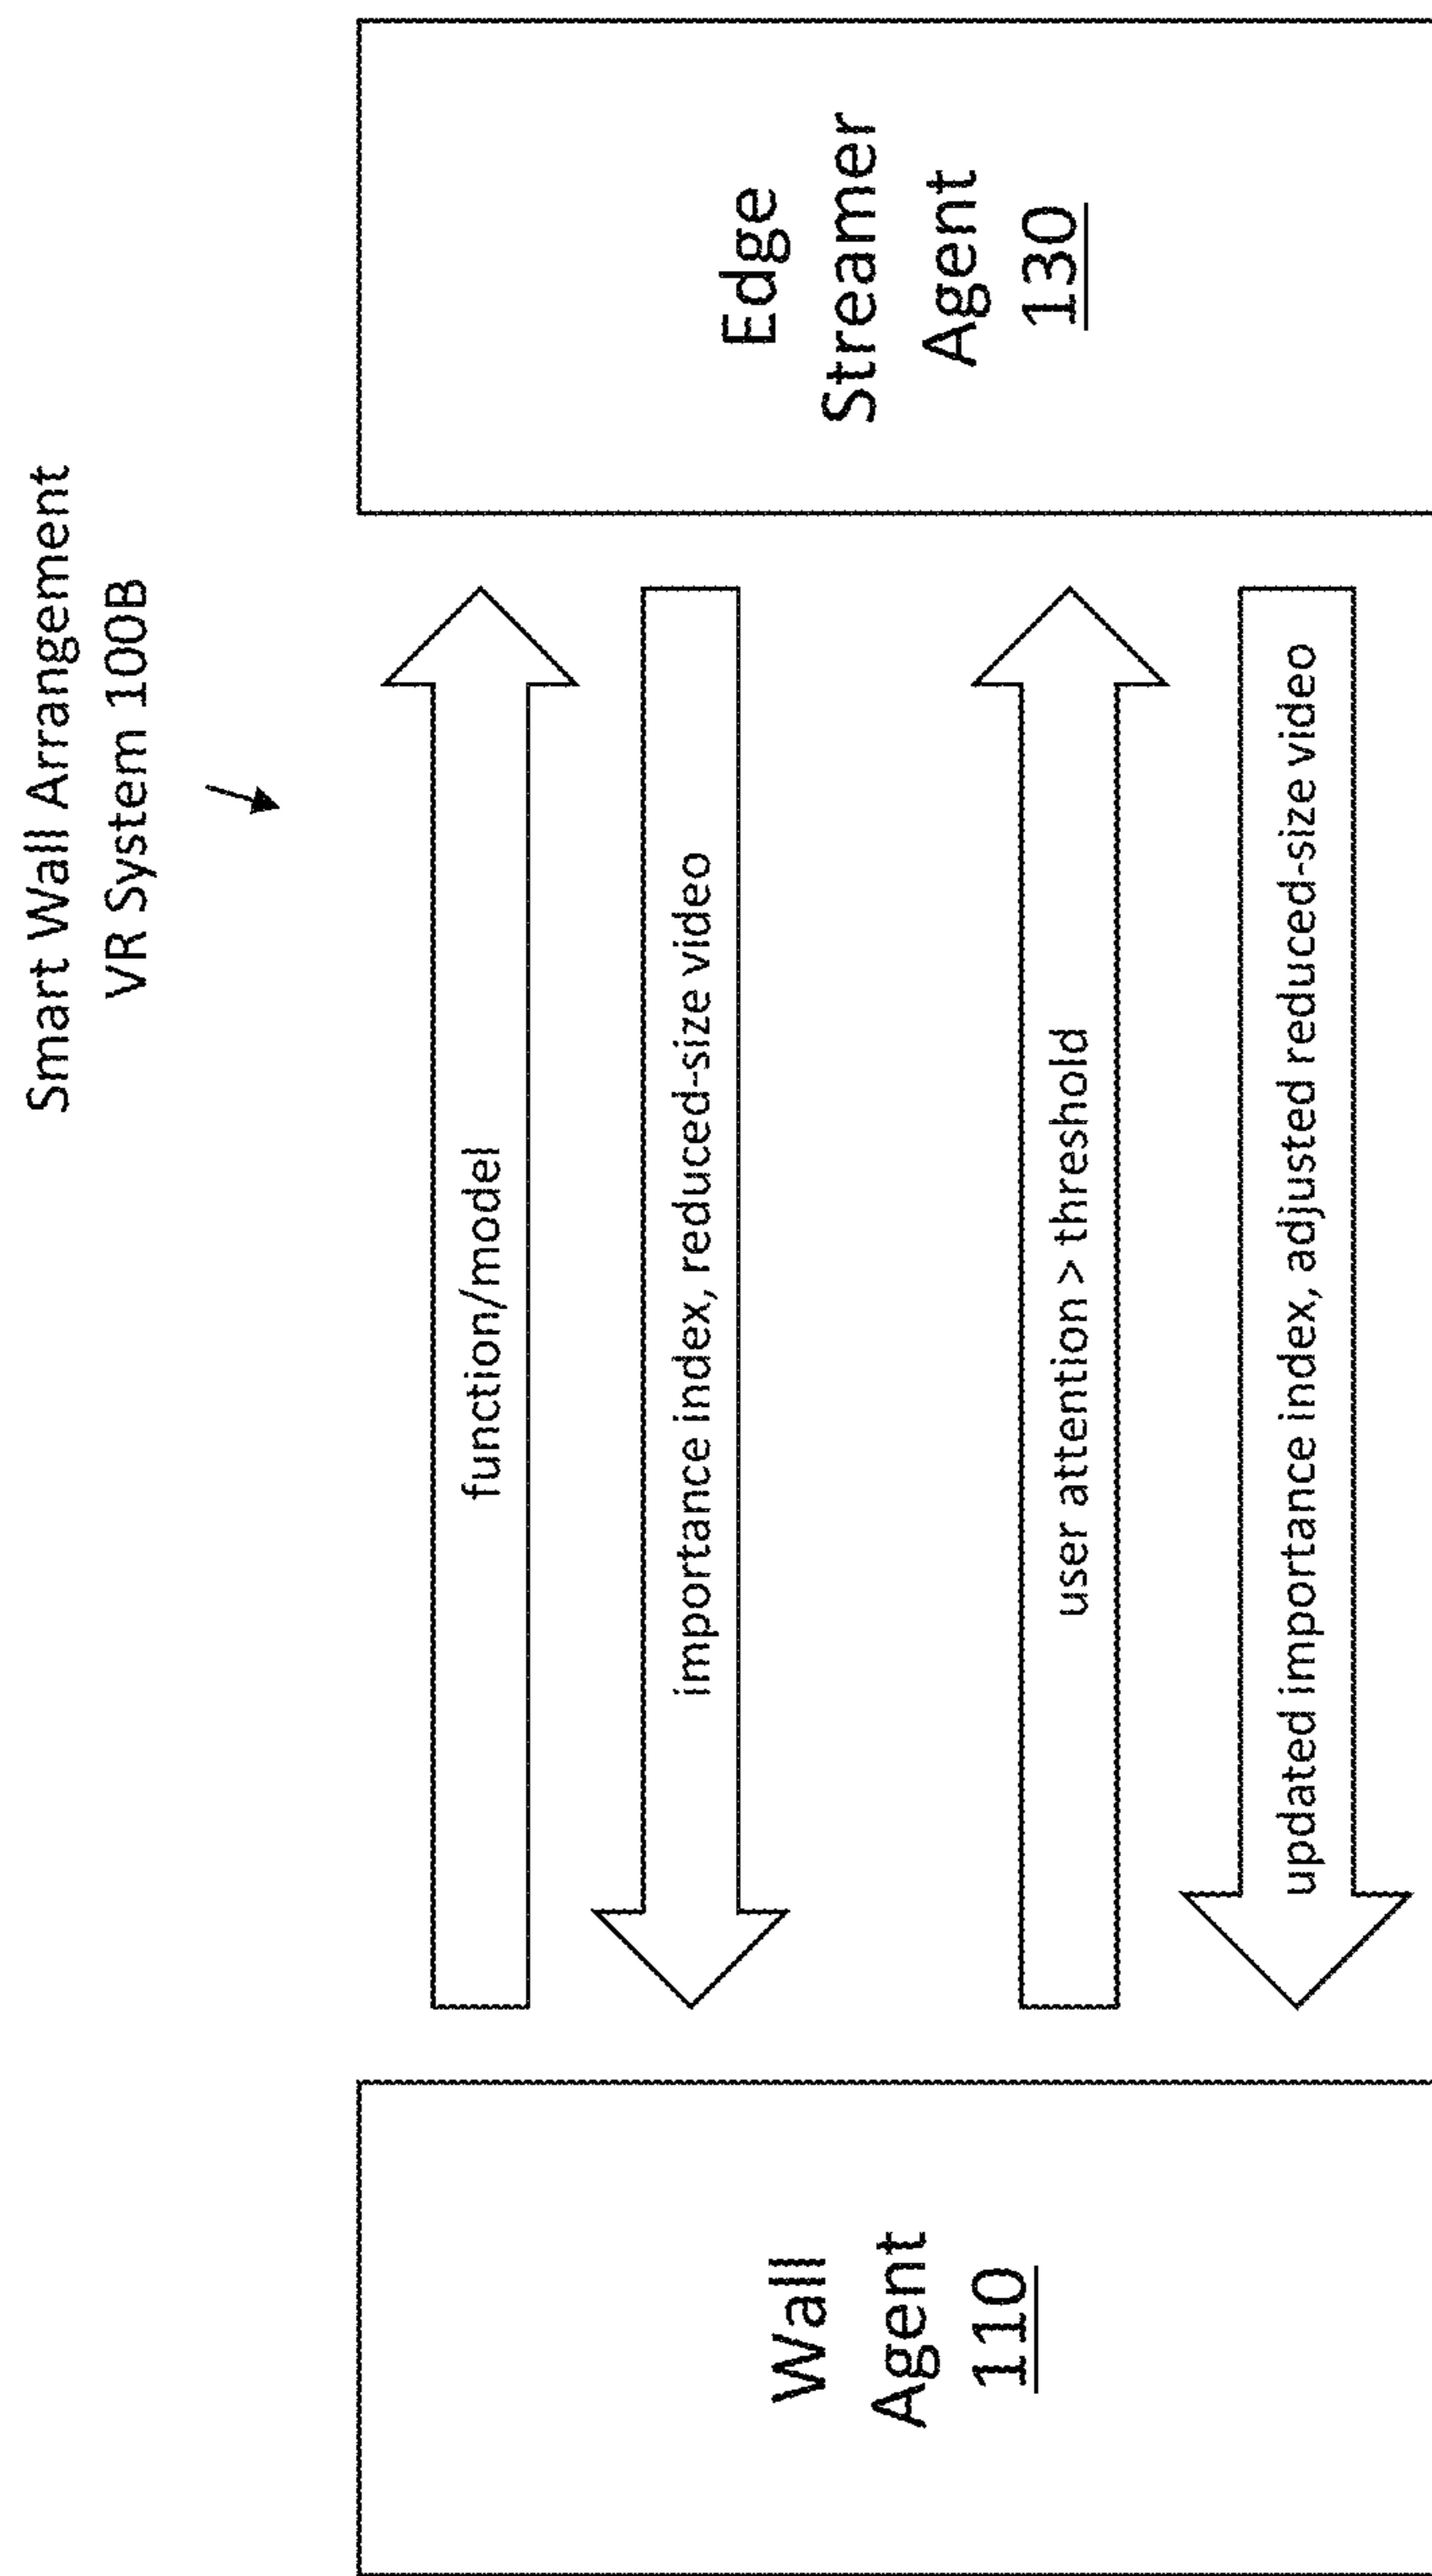 Smart Wall Arrangement
VR System 100B
Wall
Agent
110
function/model
importance index, reduced-size video
user attention > threshold
updated importance index, adjusted reduced-size video
Edge
Streamer
Agent
130